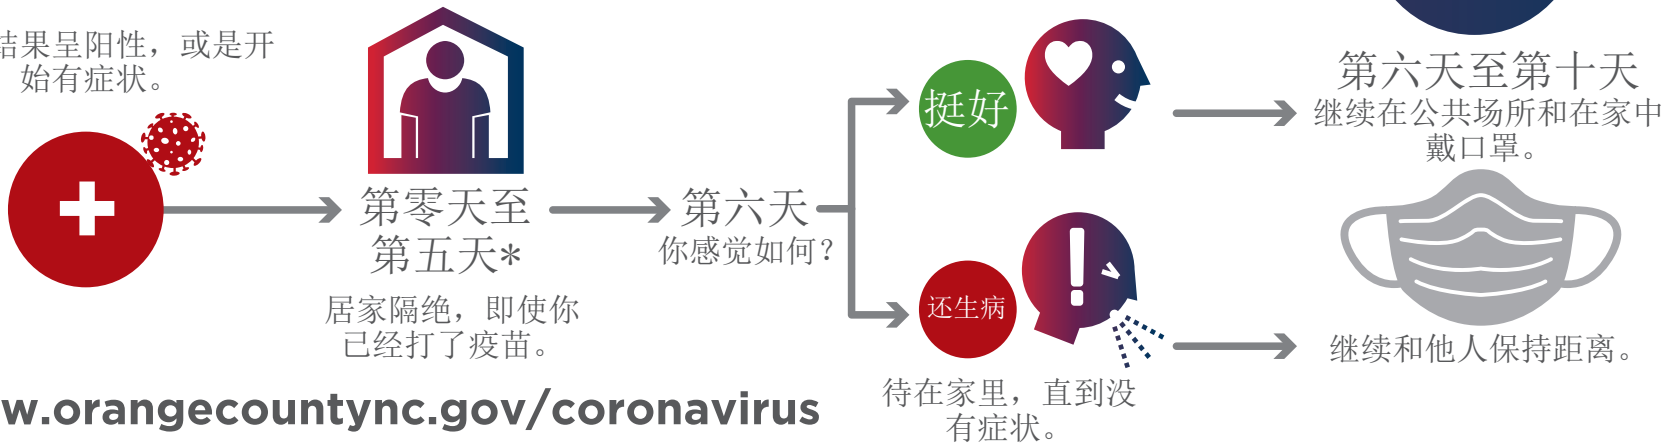 结果呈阳性，或是开
始有症状。
第零天至
第五天*
居家隔绝，即使你
已经打了疫苗。
第六天
你感觉如何？
挺好
还生病
待在家里，直到没
有症状。
第六天至第十天
继续在公共场所和在家中
戴口罩。
继续和他人保持距离。
w.orangecountync.gov/coronavirus